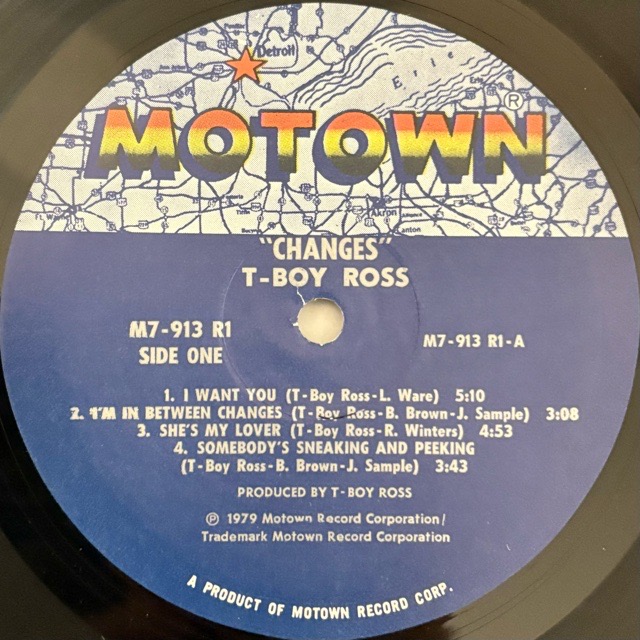 Detroit
Erie
Erie
MOTOWN®
Akron
Canton
"CHANGES"
T-BOY ROSS
M7-913 R1
SIDE ONE
M7-913 R1-A
1. I WANT YOU (T-Boy Ross-L. Ware) 5:10
2. I'M IN BETWEEN CHANGES (T-Boy Ross-B. Brown-J. Sample) 3:08
3. SHE'S MY LOVER (T-Boy Ross-R. Winters) 4:53
4. SOMEBODY'S SNEAKING AND PEEKING
(T-Boy Ross-B. Brown-J. Sample) 3:43
PRODUCED BY T-BOY ROSS
℗ 1979 Motown Record Corporation/
Trademark Motown Record Corporation
A PRODUCT OF MOTOWN RECORD CORP.